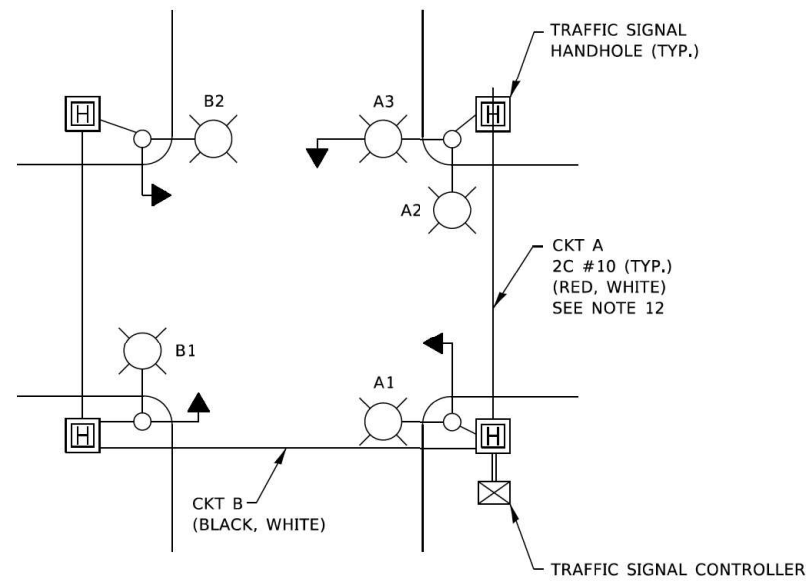 TRAFFIC SIGNAL
HANDHOLE (TYP.)
H
B2
A3
H
A2
CKT A
2C #10 (TYP.)
(RED, WHITE)
SEE NOTE 12
B1
A1
H
H
CKT B
(BLACK, WHITE)
TRAFFIC SIGNAL CONTROLLER